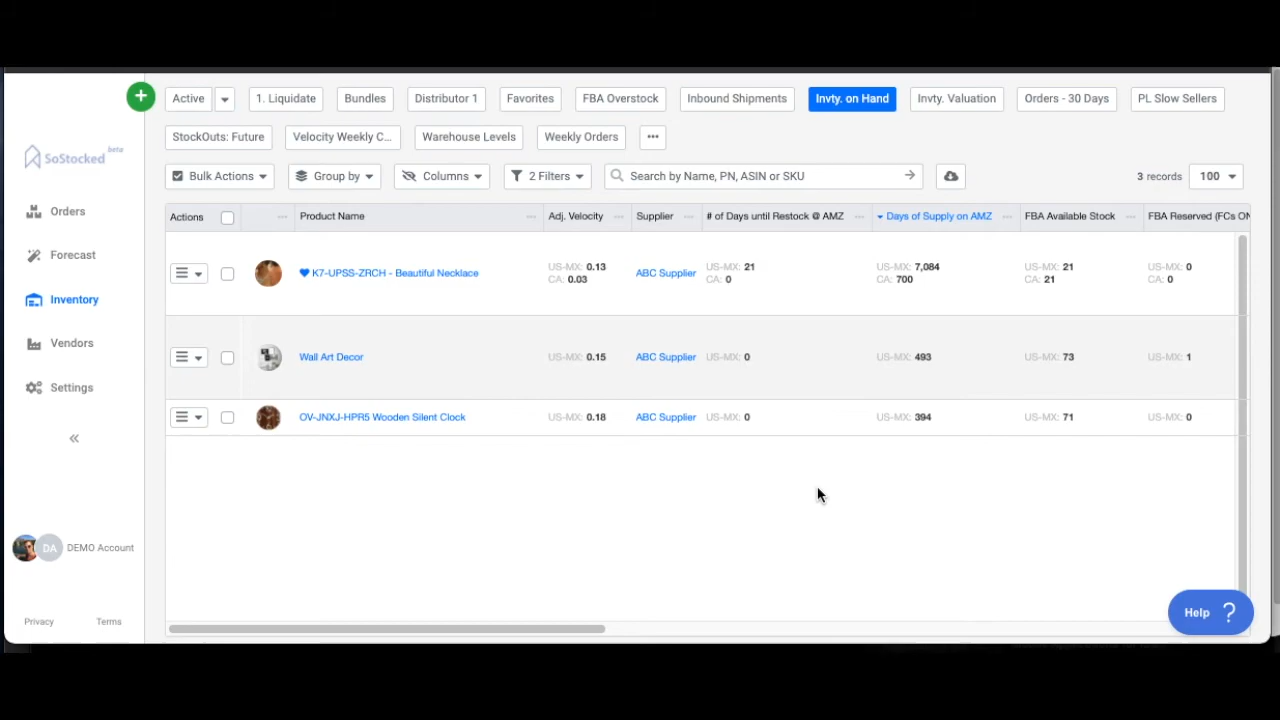 + Active 1. Liquidate Bundles Distributor 1 Favorites FBA Overstock Inbound Shipments Invty. on Hand Invty. Valuation Orders - 30 Days PL Slow Sellers
StockOuts: Future Velocity Weekly C... Warehouse Levels Weekly Orders ...
SoStocked beta
Bulk Actions Group by Columns 2 Filters Search by Name, PN, ASIN or SKU 3 records 100
Orders
Forecast
Inventory
Vendors
Settings
DA DEMO Account
Privacy Terms
Actions Product Name Adj. Velocity Supplier # of Days until Restock @ AMZ Days of Supply on AMZ FBA Available Stock FBA Reserved (FCs ON
K7-UPSS-ZRCH - Beautiful Necklace US-MX: 0.13 ABC Supplier US-MX: 21 US-MX: 7,084 US-MX: 21 US-MX: 0
CA: 0.03 CA: 0 CA: 700 CA: 21 CA: 0
Wall Art Decor US-MX: 0.15 ABC Supplier US-MX: 0 US-MX: 493 US-MX: 73 US-MX: 1
OV-JNXJ-HPR5 Wooden Silent Clock US-MX: 0.18 ABC Supplier US-MX: 0 US-MX: 394 US-MX: 71 US-MX: 0
Help ?